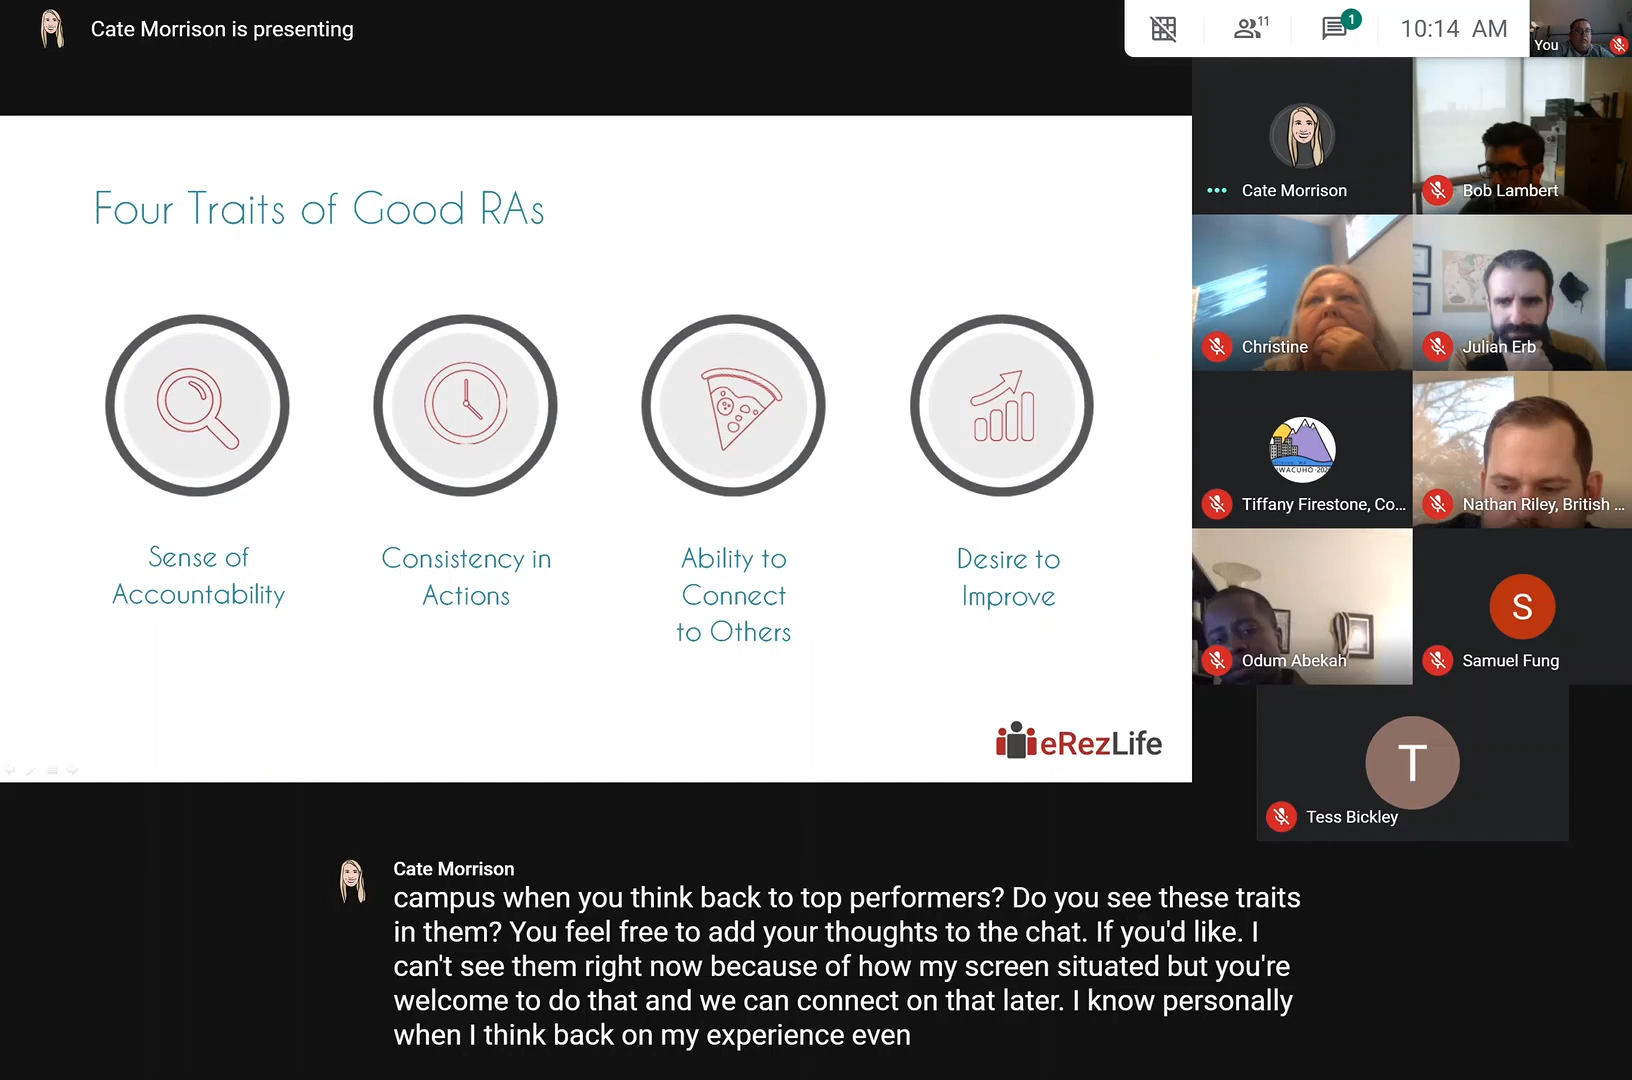 Cate Morrison is presenting
11
1
10:14 AM
You
Four Traits of Good RAs
Sense of
Accountability
Consistency in
Actions
Ability to
Connect
to Others
Desire to
Improve
eRezLife
Cate Morrison
Bob Lambert
Christine
Julian Erb
Tiffany Firestone, Co...
Nathan Riley, British ...
Odum Abekah
S
Samuel Fung
T
Tess Bickley
Cate Morrison
campus when you think back to top performers? Do you see these traits
in them? You feel free to add your thoughts to the chat. If you'd like. I
can't see them right now because of how my screen situated but you're
welcome to do that and we can connect on that later. I know personally
when I think back on my experience even